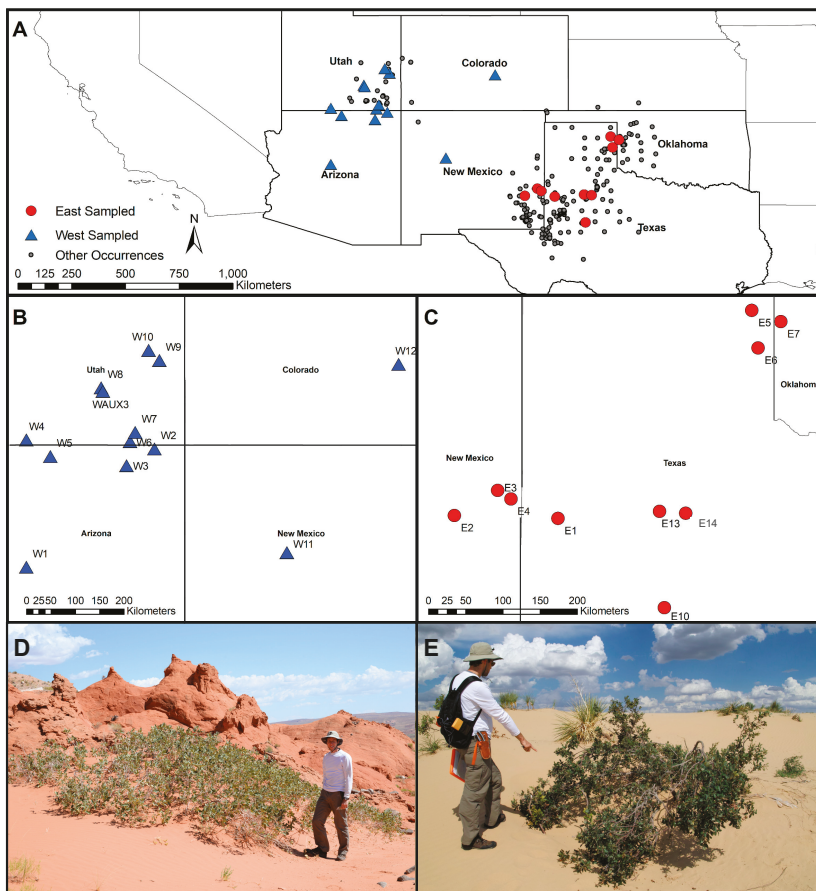 A
Utah
Colorado
Oklahoma
Arizona
New Mexico
Texas
East Sampled
West Sampled
Other Occurrences
N
0 125 250 500 750 1,000
Kilometers
B
W10
W9
Utah
W8
WAUX3
Colorado
W12
W4
W7
W5
W6
W2
W3
Arizona
New Mexico
W11
W1
0 25 50 100 150 200
Kilometers
C
E5
E7
E6
Oklahom
New Mexico
Texas
E3
E4
E2
E1
E13
E14
E10
0 25 50 100 150 200
Kilometers
D
E